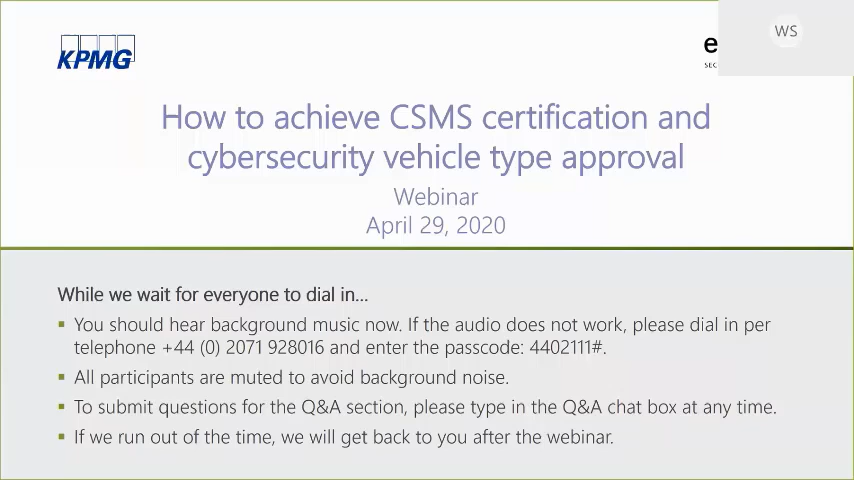 KPMG
WS
How to achieve CSMS certification and
cybersecurity vehicle type approval
Webinar
April 29, 2020
While we wait for everyone to dial in...
▪ You should hear background music now. If the audio does not work, please dial in per
telephone +44 (0) 2071 928016 and enter the passcode: 4402111#.
▪ All participants are muted to avoid background noise.
▪ To submit questions for the Q&A section, please type in the Q&A chat box at any time.
▪ If we run out of the time, we will get back to you after the webinar.